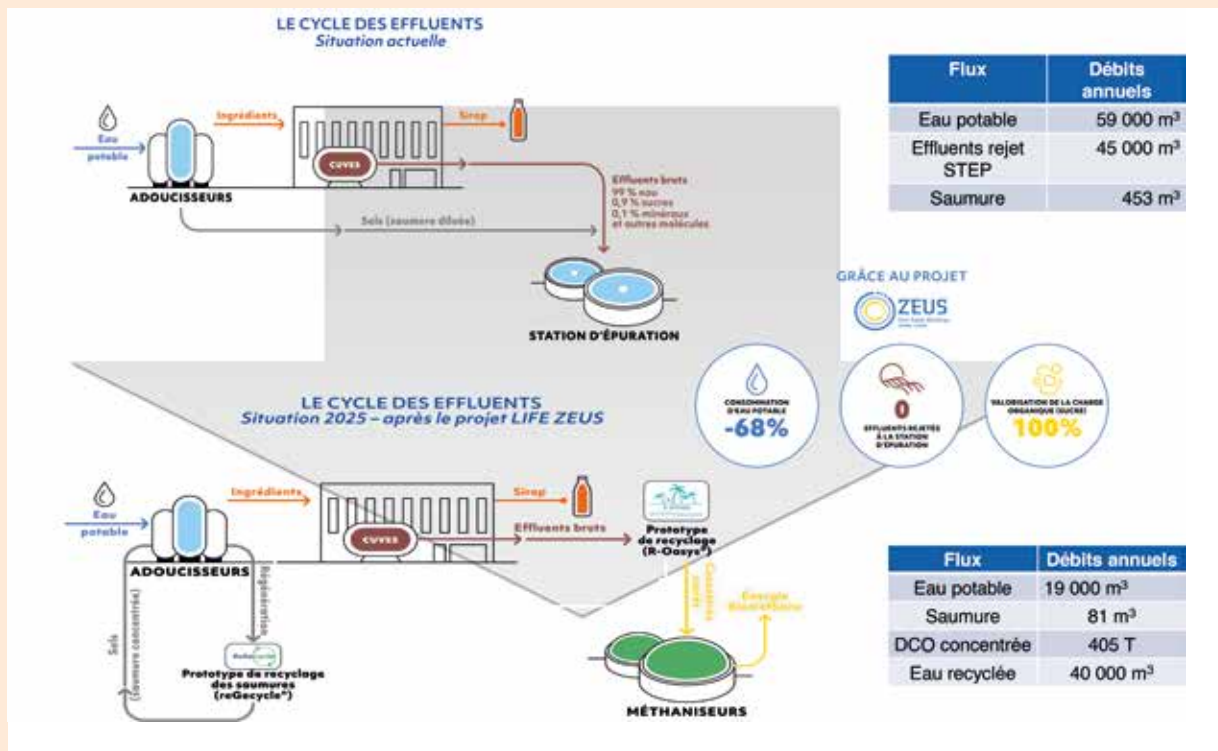 LE CYCLE DES EFFLUENTS
Situation actuelle
Eau
potable
ADOUCISSEURS
Ingrédients
CUVES
Sirop
Effluents bruts
99 % eau
0,9 % sucres
0,1 % minéraux
et autres molécules
Sels (saumure diluée)
STATION D'ÉPURATION
Flux Débits
annuels
Eau potable 59 000 m³
Effluents rejet
STEP 45 000 m³
Saumure 453 m³
GRÂCE AU PROJET
ZEUS
CONSOMMATION
D'EAU POTABLE
-68%
0
EFFLUENTS REJETÉS
À LA STATION
D'ÉPURATION
VALORISATION DE LA CHARGE
ORGANIQUE (SUCRE)
100%
LE CYCLE DES EFFLUENTS
Situation 2025 – après le projet LIFE ZEUS
Eau
potable
ADOUCISSEURS
Ingrédients
CUVES
Sirop
Effluents bruts
Prototype
de recyclage
(R-Oasys®)
Concentrés
sucrés
Énergie
Biométhane
MÉTHANISEURS
Sels
(saumure concentrée)
Régénération
Prototype de recyclage
des saumures
(reGecycle®)
Flux Débits annuels
Eau potable 19 000 m³
Saumure 81 m³
DCO concentrée 405 T
Eau recyclée 40 000 m³